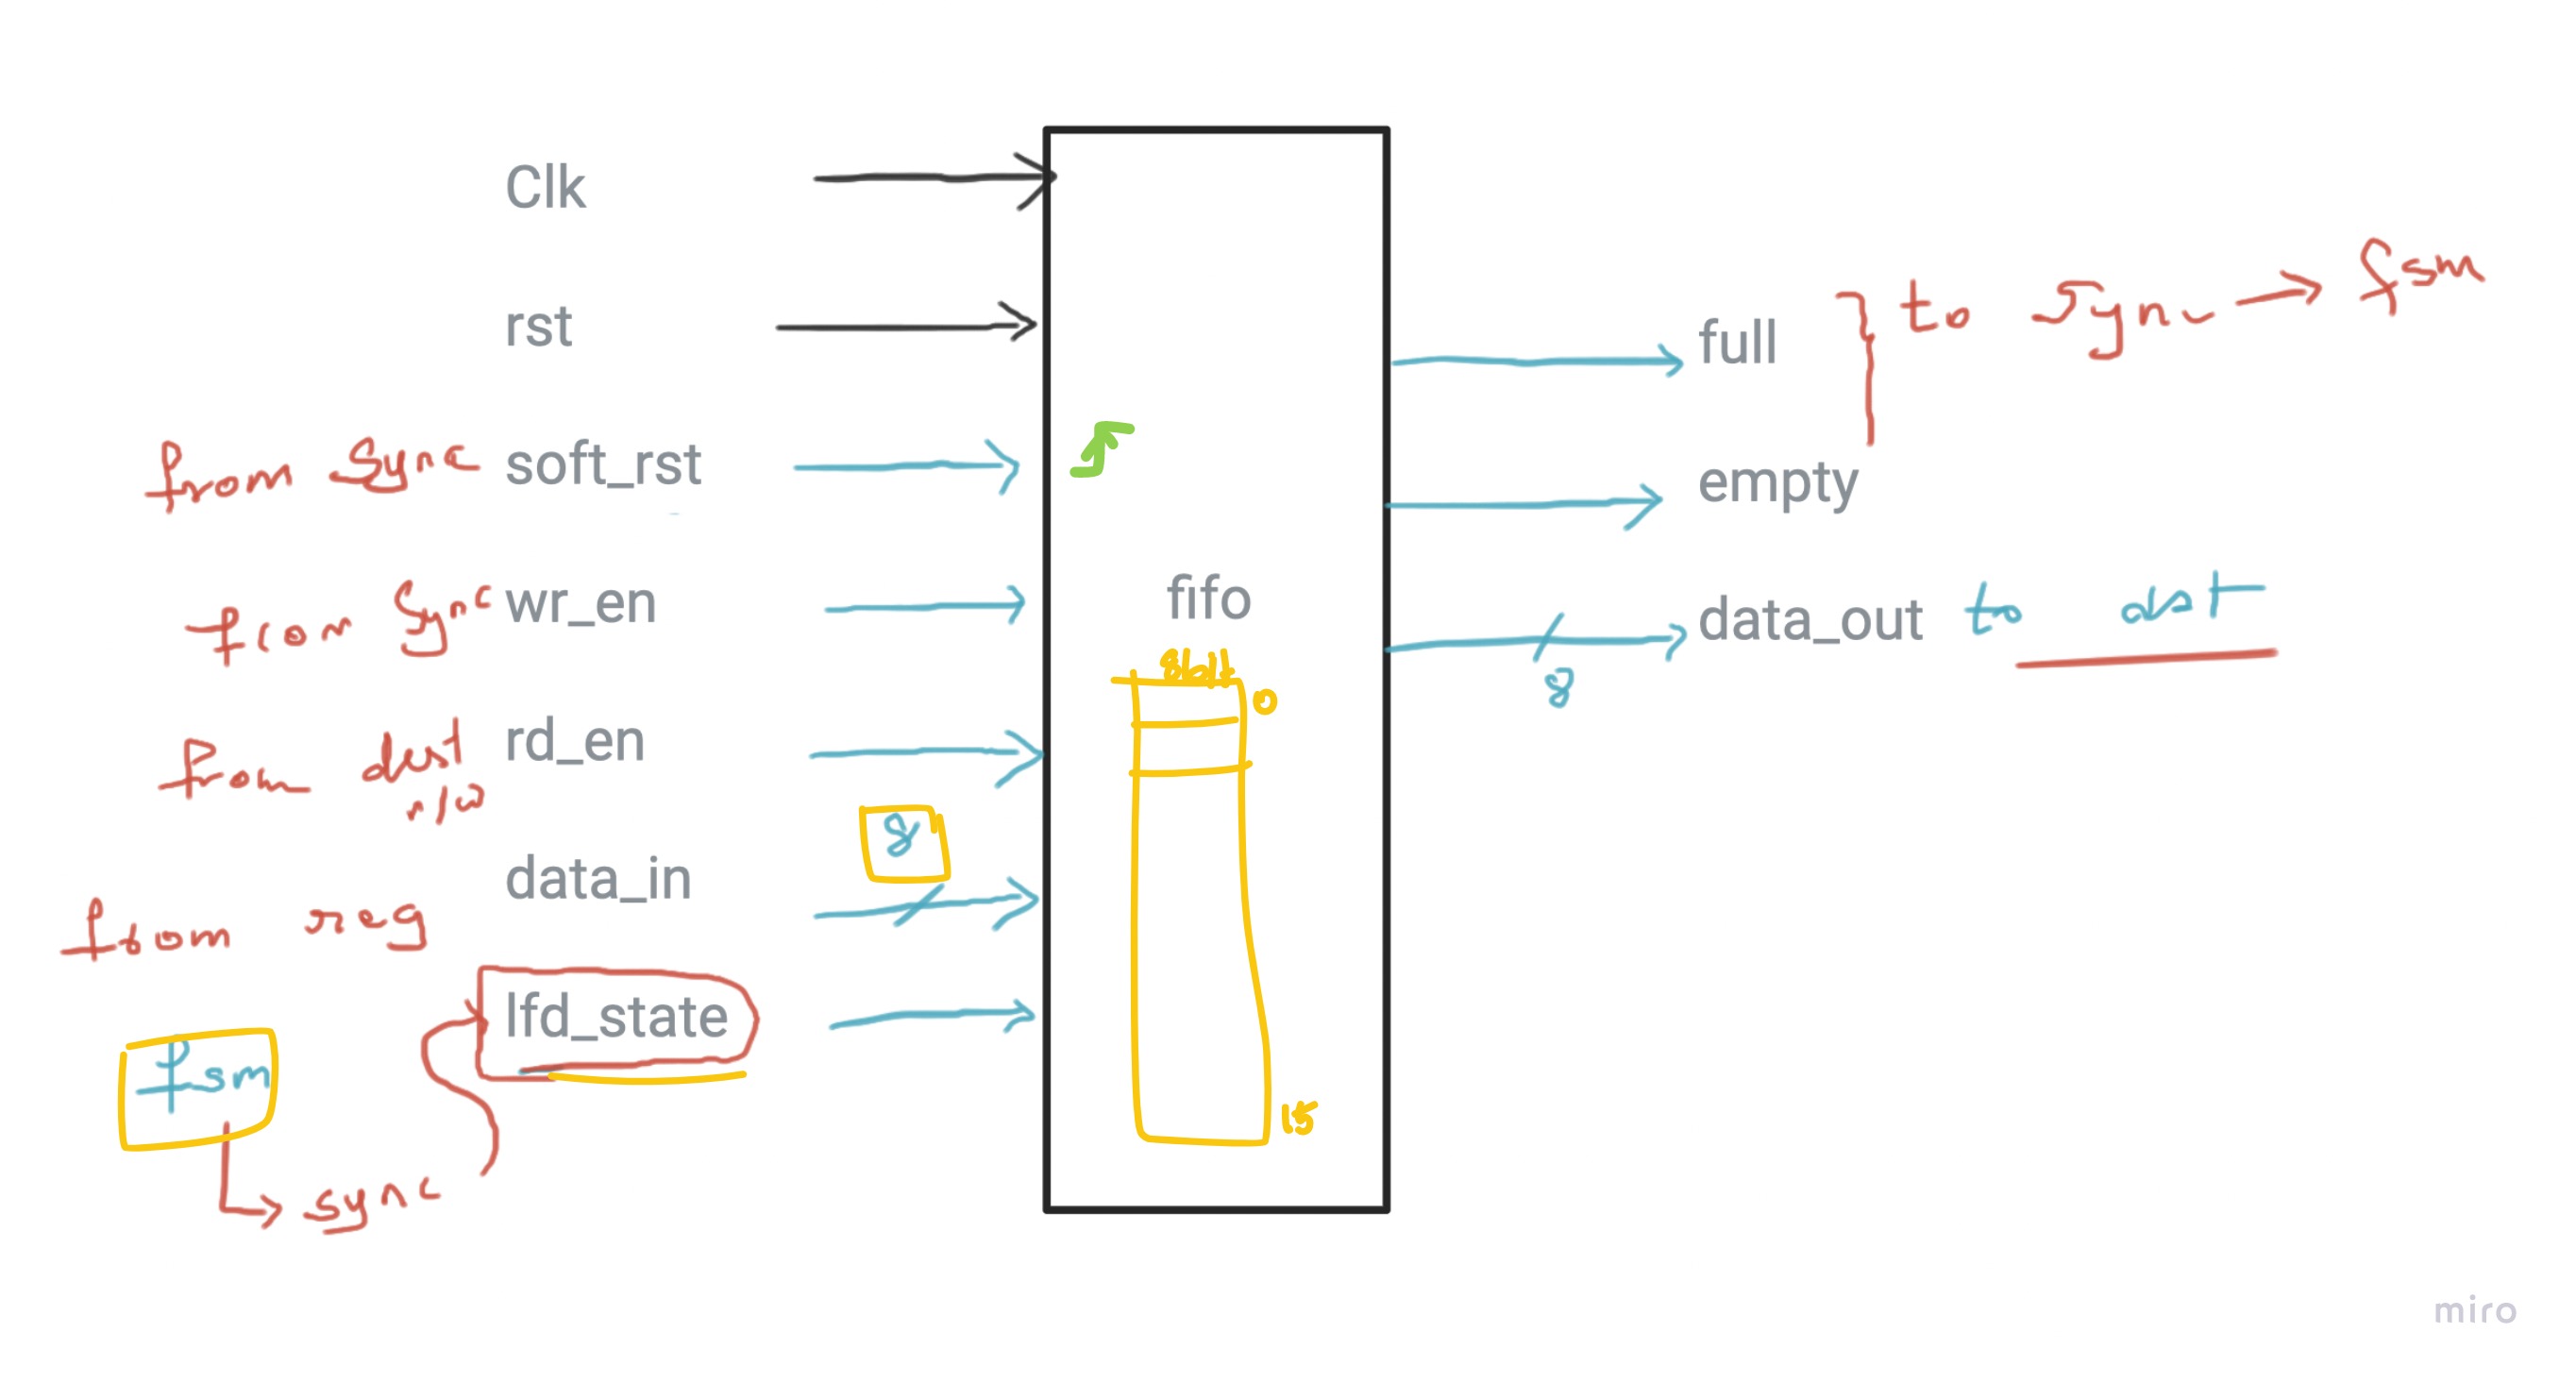 Clk
rst
from Sync soft_rst
from Sync wr_en
from dest rd_en
n/w
8
data_in
from reg
lfd_state
fsm
sync
fifo
8bit
0
15
full
to Sync → fsm
empty
data_out to dst
8
miro